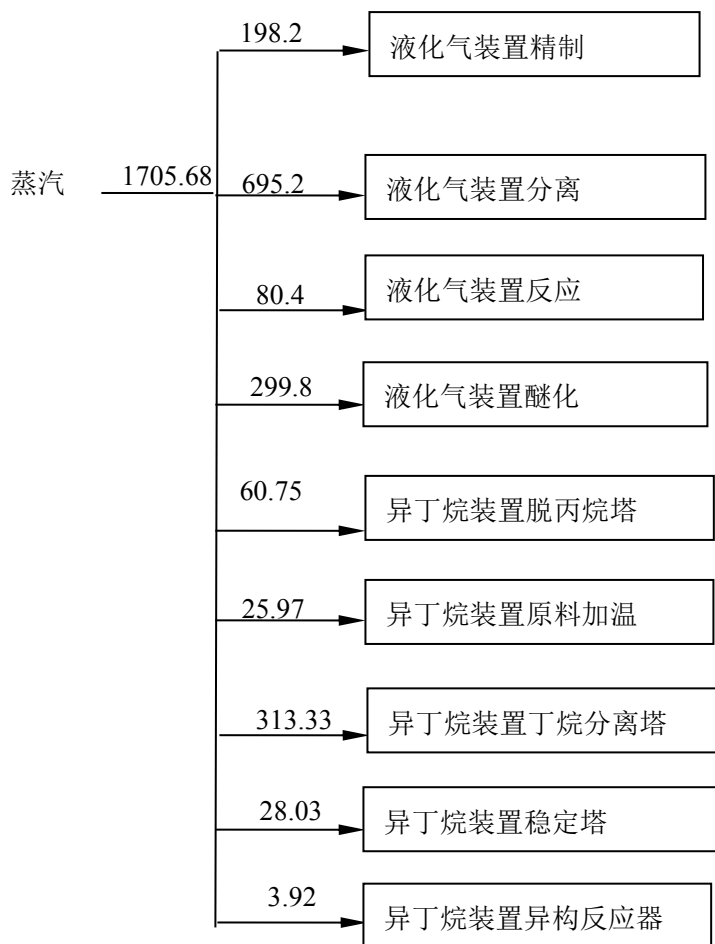 198.2
液化气装置精制
蒸汽
1705.68
695.2
液化气装置分离
80.4
液化气装置反应
299.8
液化气装置醚化
60.75
异丁烷装置脱丙烷塔
25.97
异丁烷装置原料加温
313.33
异丁烷装置丁烷分离塔
28.03
异丁烷装置稳定塔
3.92
异丁烷装置异构反应器